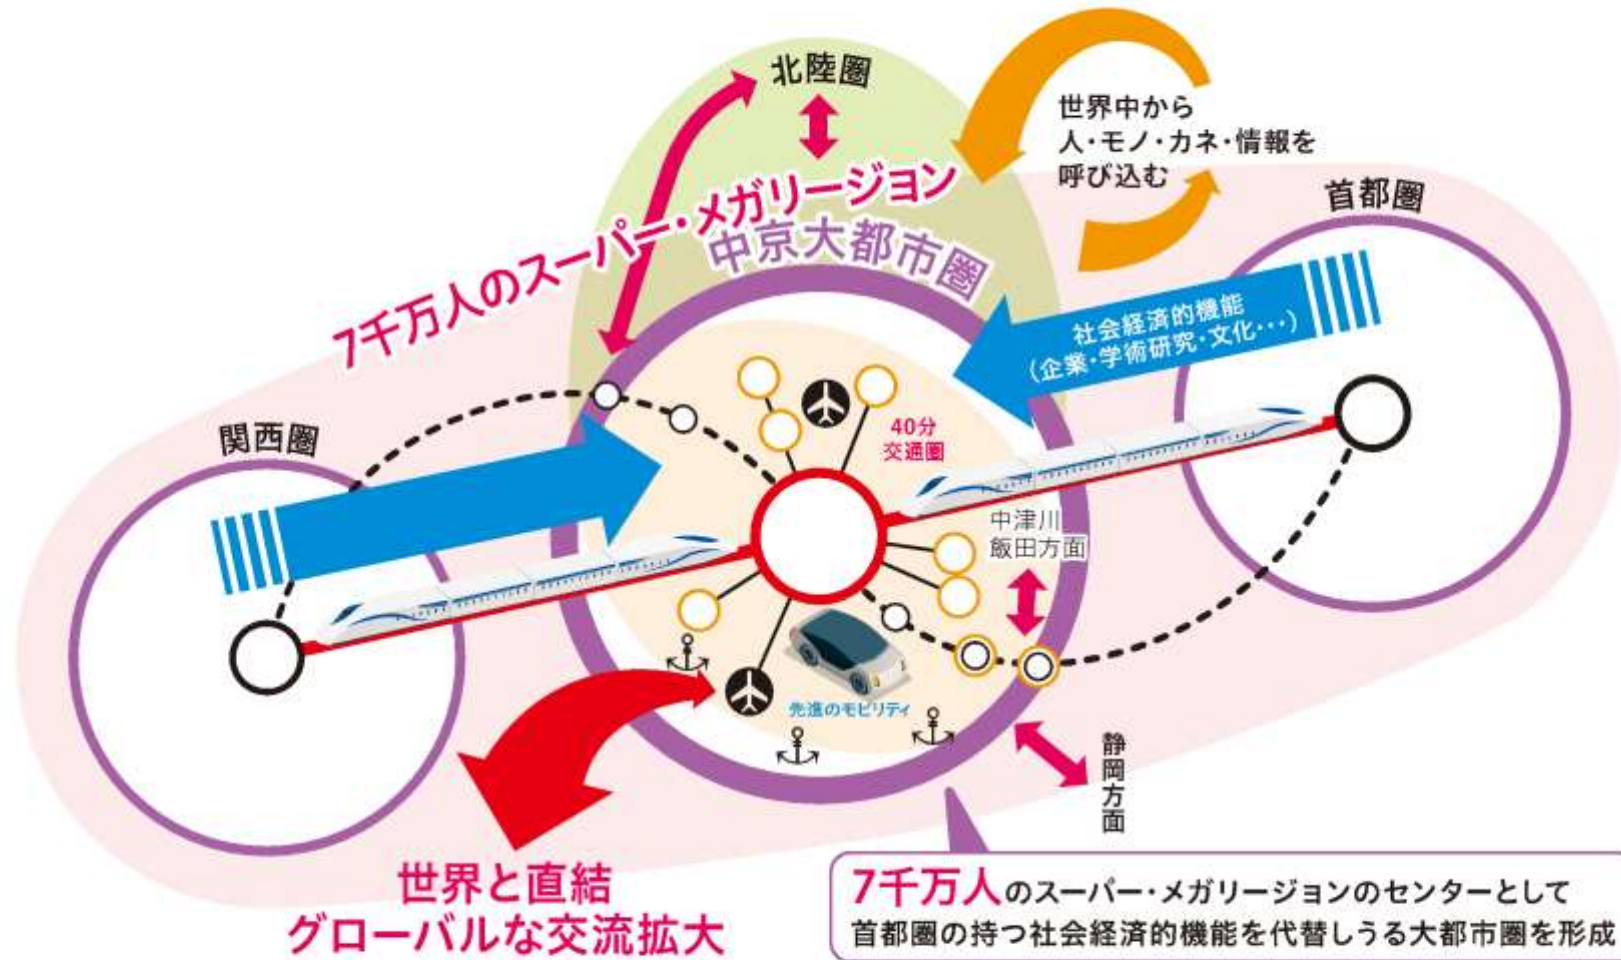 北陸圏
世界中から
人・モノ・カネ・情報を
呼び込む
首都圏
7千万人のスーパー・メガリージョン
中京大都市圏
社会経済的機能
(企業・学術研究・文化･･･)
関西圏
40分
交通圏
中津川
飯田方面
先進のモビリティ
静岡方面
世界と直結
グローバルな交流拡大
7千万人のスーパー・メガリージョンのセンターとして
首都圏の持つ社会経済的機能を代替しうる大都市圏を形成